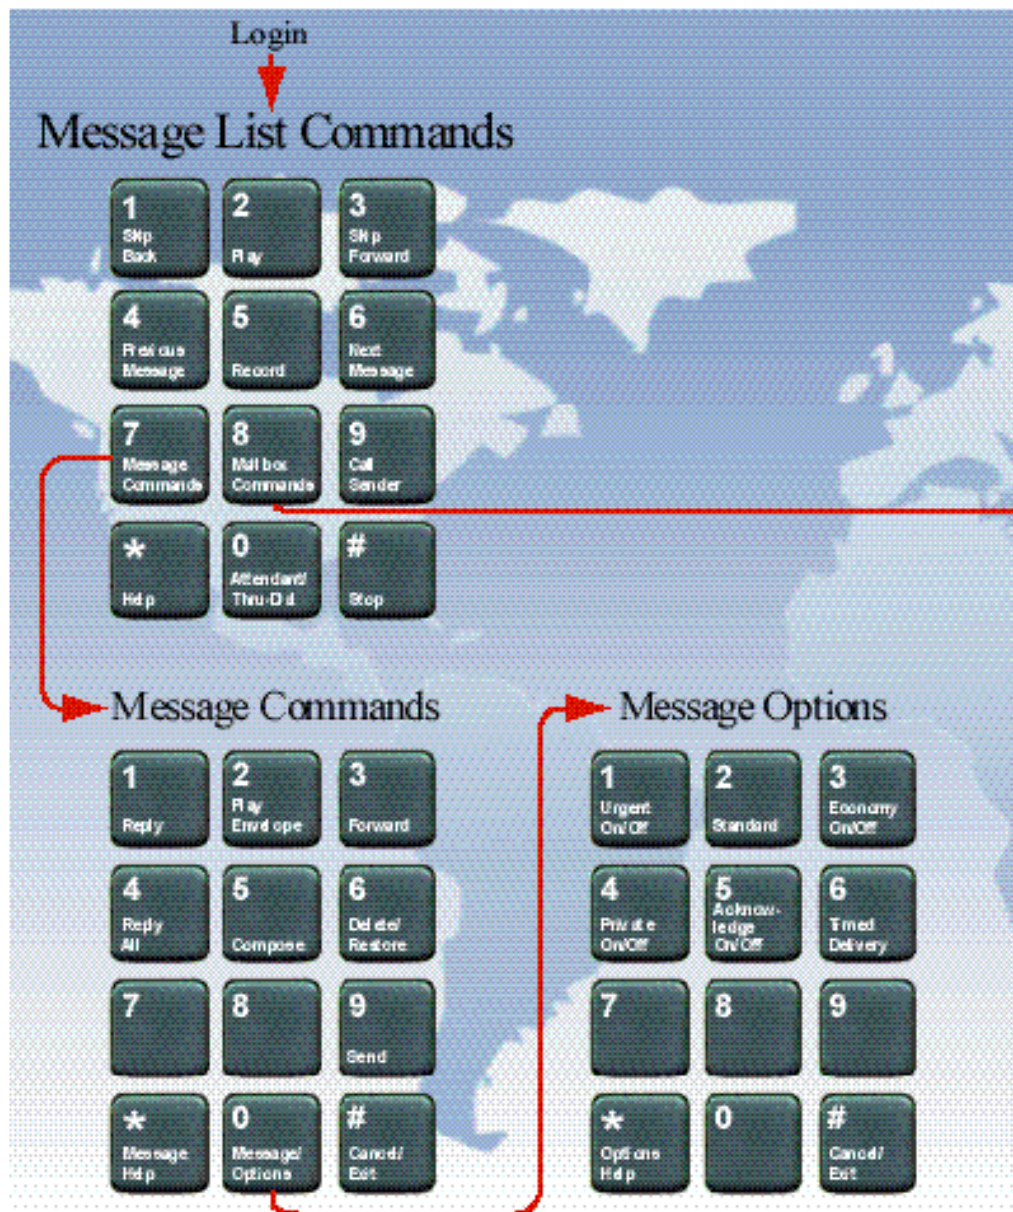 Login
Message List Commands
1
Skip
Back
2
Play
3
Skip
Forward
4
Previous
Message
5
Record
6
Next
Message
7
Message
Commands
8
Mailbox
Commands
9
Call
Sender
*
Help
0
Attendant/
Thru-Dial
#
Stop
Message Commands
1
Reply
2
Play
Envelope
3
Forward
4
Reply
All
5
Compose
6
Delete/
Restore
7
8
9
Send
*
Message
Help
0
Message/
Options
#
Cancel/
Exit
Message Options
1
Urgent
On/Off
2
Standard
3
Economy
On/Off
4
Private
On/Off
5
Acknow-
ledge
On/Off
6
Timed
Delivery
7
8
9
*
Options
Help
0
#
Cancel/
Exit